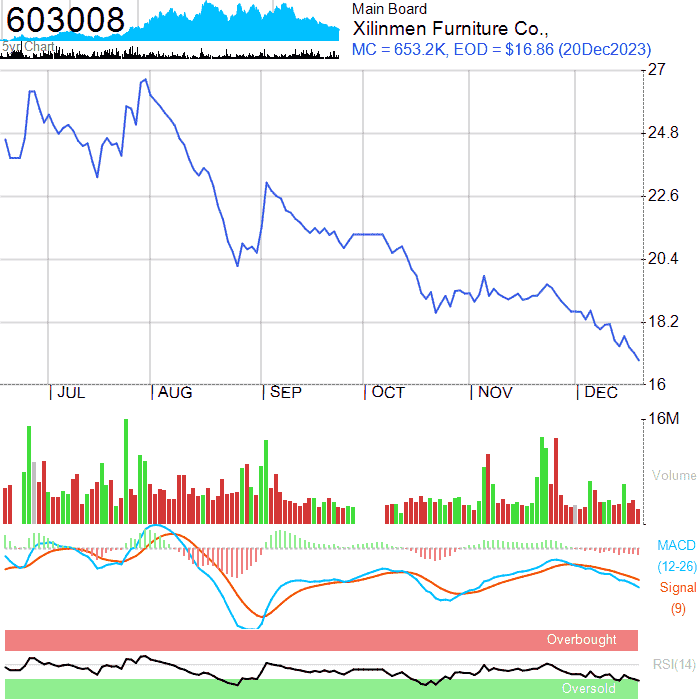 603008
5yr Chart
Main Board
Xilinmen Furniture Co.,
MC = 653.2K, EOD = $16.86 (20Dec2023)
27
24.8
22.6
20.4
18.2
16
JUL AUG SEP OCT NOV DEC
16M
Volume
MACD
(12-26)
Signal
(9)
Overbought
RSI(14)
Oversold